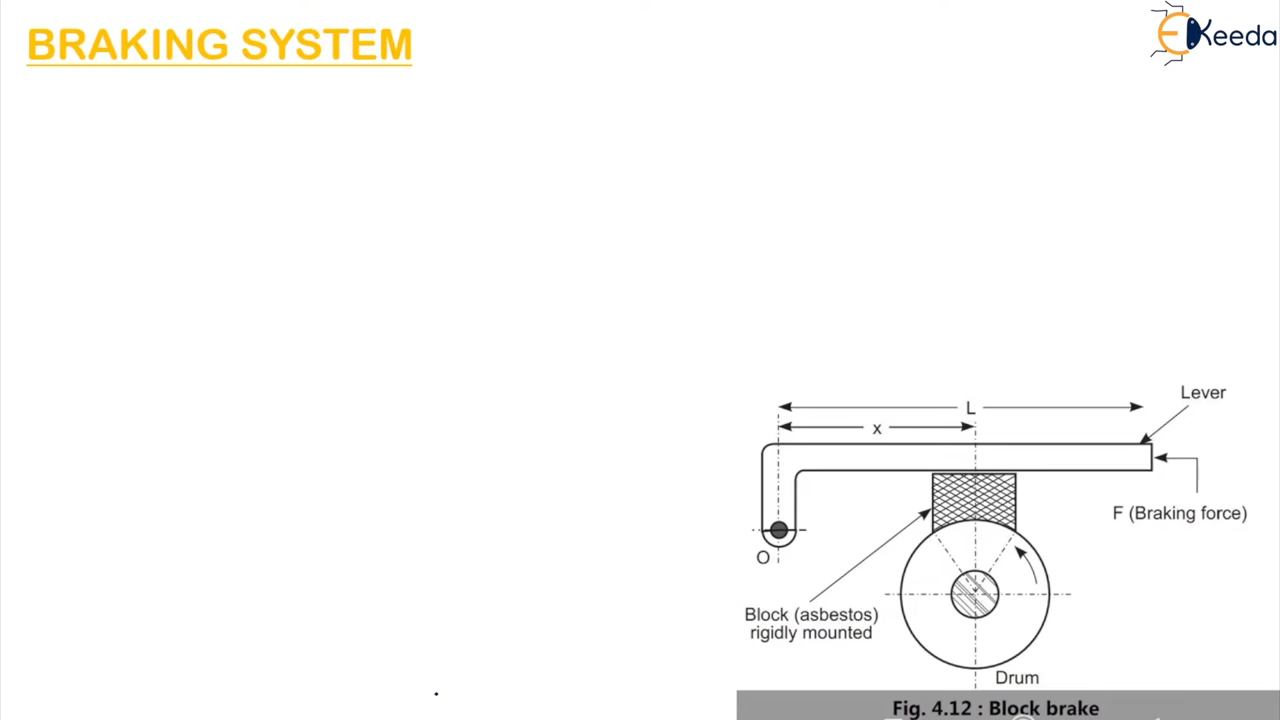 BRAKING SYSTEM
Keeda
Lever
L
x
F (Braking force)
O
Block (asbestos)
rigidly mounted
Drum
Fig. 4.12 : Block brake